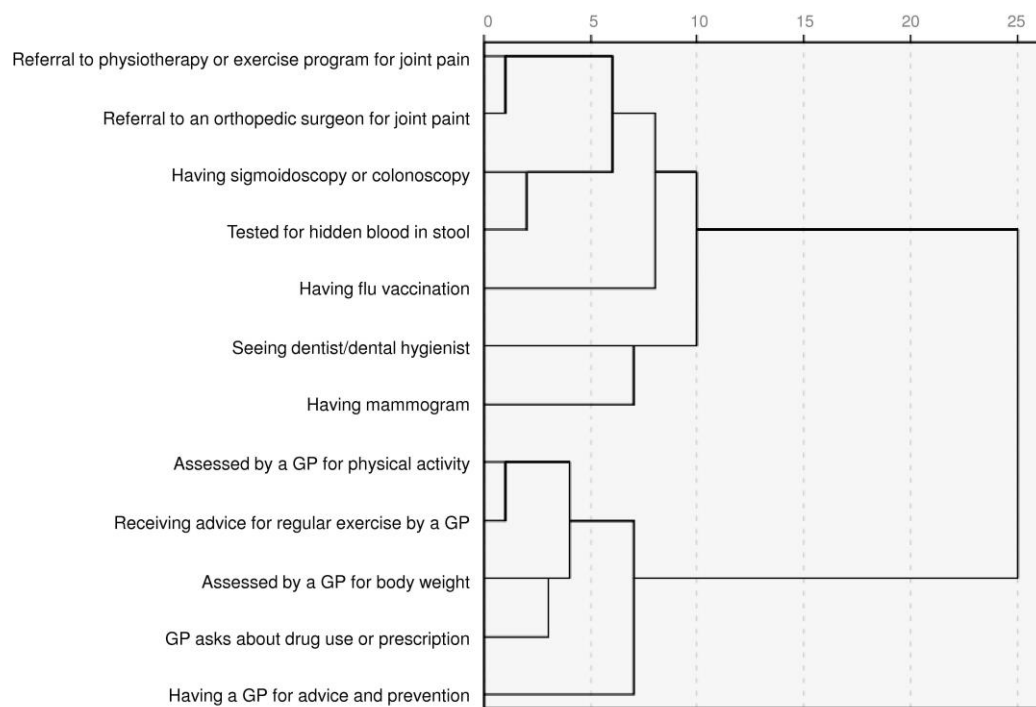 0 5 10 15 20 25
Referral to physiotherapy or exercise program for joint pain
Referral to an orthopedic surgeon for joint paint
Having sigmoidoscopy or colonoscopy
Tested for hidden blood in stool
Having flu vaccination
Seeing dentist/dental hygienist
Having mammogram
Assessed by a GP for physical activity
Receiving advice for regular exercise by a GP
Assessed by a GP for body weight
GP asks about drug use or prescription
Having a GP for advice and prevention